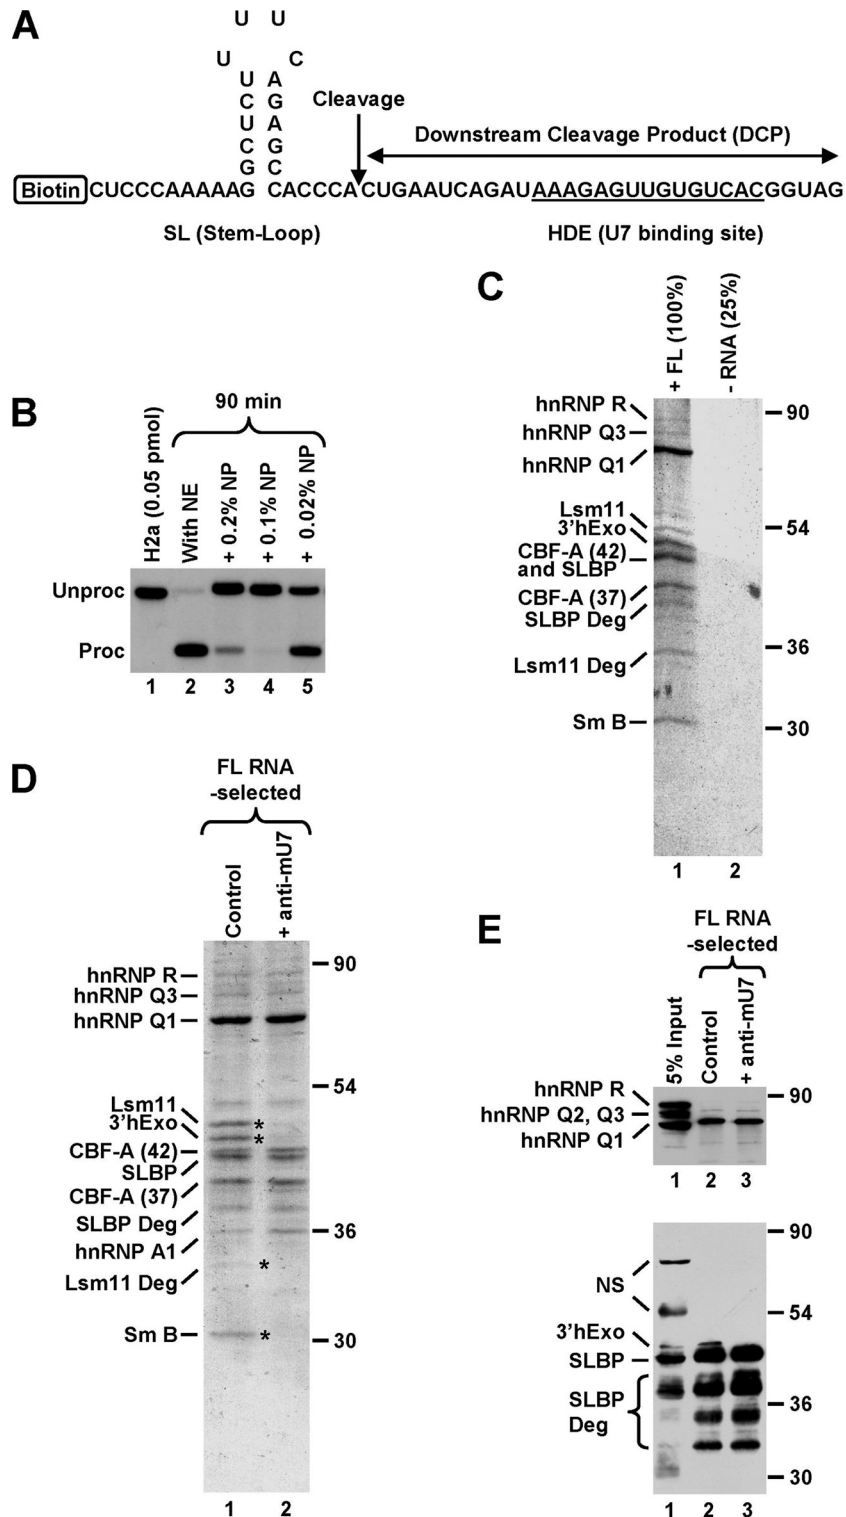 A
U U
U C
U A
C G
U A
C G
G C
Cleavage
Downstream Cleavage Product (DCP)
Biotin CUCCCAAAAAG CACCCACUGAAUCAGAUAAAGAGUUGUGUCACGGUAG
SL (Stem-Loop)
HDE (U7 binding site)
B
90 min
H2a (0.05 pmol)
With NE
+ 0.2% NP
+ 0.1% NP
+ 0.02% NP
Unproc
Proc
1 2 3 4 5
C
+ FL (100%)
- RNA (25%)
hnRNP R
hnRNP Q3
hnRNP Q1
Lsm11
3'hExo
CBF-A (42)
and SLBP
CBF-A (37)
SLBP Deg
Lsm11 Deg
Sm B
90
54
36
30
1 2
D
FL RNA
-selected
Control
+ anti-mU7
hnRNP R
hnRNP Q3
hnRNP Q1
Lsm11
3'hExo
CBF-A (42)
SLBP
CBF-A (37)
SLBP Deg
hnRNP A1
Lsm11 Deg
Sm B
*
*
*
*
90
54
36
30
1 2
E
FL RNA
-selected
5% Input
Control
+ anti-mU7
hnRNP R
hnRNP Q2, Q3
hnRNP Q1
90
1 2 3
NS
3'hExo
SLBP
SLBP
Deg
90
54
36
30
1 2 3